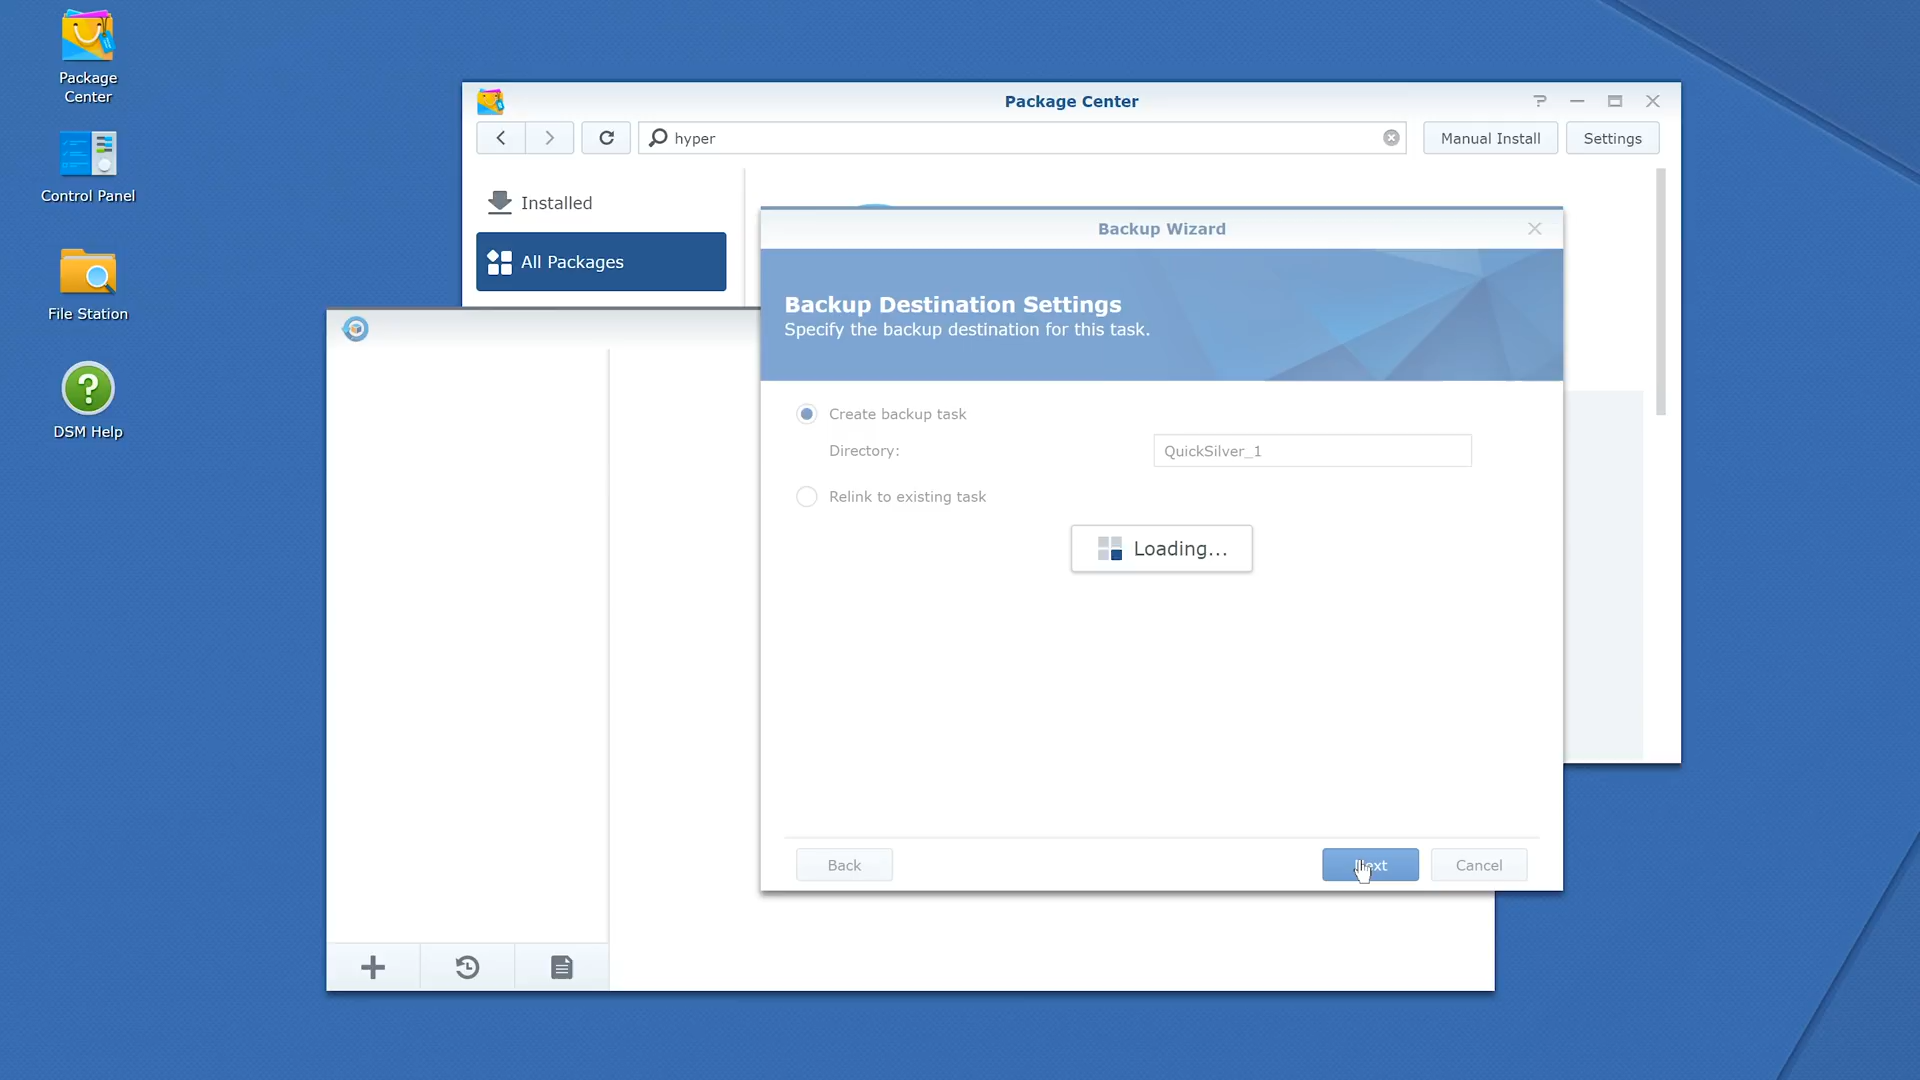 Package
Center
Control Panel
File Station
DSM Help
Package Center
hyper
Manual Install
Settings
Installed
All Packages
Backup Wizard
Backup Destination Settings
Specify the backup destination for this task.
Create backup task
Directory:
QuickSilver_1
Relink to existing task
Loading...
Back
Next
Cancel